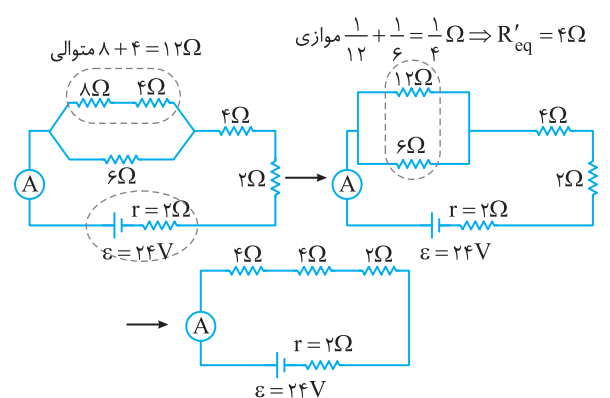 متوالی ۸ + ۴ = ۱۲Ω
۸Ω ۴Ω
۴Ω
۶Ω
۲Ω
A
r = ۲Ω
ε = ۲۴V
موازی ۱/۱۲ + ۱/۶ = ۱/۴ Ω ⇒ R′eq = ۴Ω
۱۲Ω
۴Ω
۶Ω
۲Ω
A
r = ۲Ω
ε = ۲۴V
۴Ω ۴Ω ۲Ω
A
r = ۲Ω
ε = ۲۴V